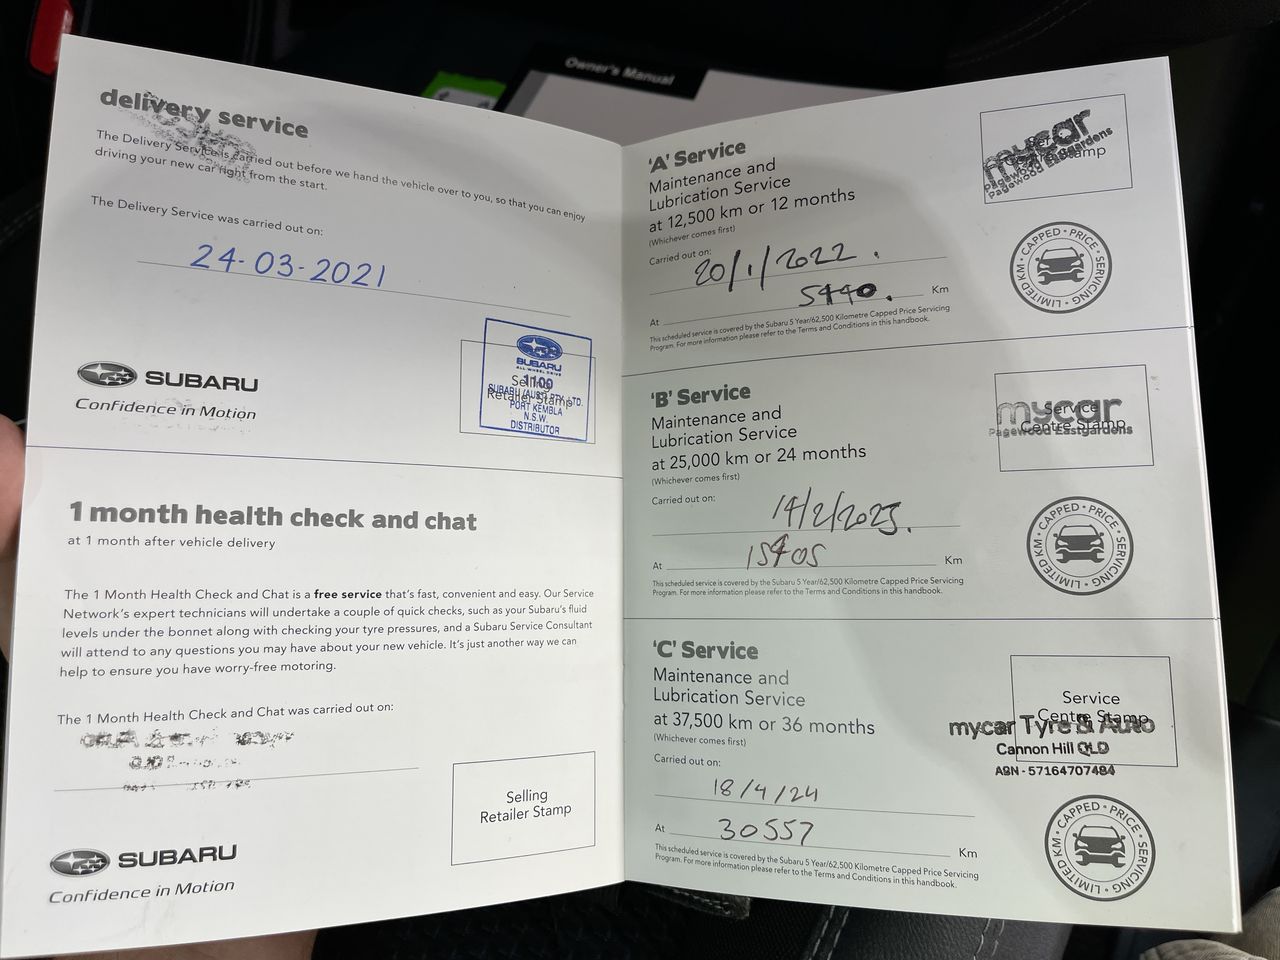 Owner's Manual
delivery service
The Delivery Service is carried out before we hand the vehicle over to you, so that you can enjoy
driving your new car right from the start.
The Delivery Service was carried out on:
24-03-2021
SUBARU
Confidence in Motion
SUBARU
ALL-WHEEL DRIVE
1100
Selling
SUBARU (AUST) PTY. LTD.
Retailer Stamp
PORT KEMBLA
N.S.W.
DISTRIBUTOR
1 month health check and chat
at 1 month after vehicle delivery
The 1 Month Health Check and Chat is a free service that's fast, convenient and easy. Our Service
Network's expert technicians will undertake a couple of quick checks, such as your Subaru's fluid
levels under the bonnet along with checking your tyre pressures, and a Subaru Service Consultant
will attend to any questions you may have about your new vehicle. It's just another way we can
help to ensure you have worry-free motoring.
The 1 Month Health Check and Chat was carried out on:
Selling
Retailer Stamp
SUBARU
Confidence in Motion
'A' Service
Maintenance and
Lubrication Service
at 12,500 km or 12 months
(Whichever comes first)
Carried out on:
20/1/2022.
At 5440. Km
This scheduled service is covered by the Subaru 5 Year/62,500 Kilometre Capped Price Servicing
Program. For more information please refer to the Terms and Conditions in this handbook.
mycar
Service
Centre Stamp
Pagewood Eastgardens
Pagewood Eastgardens
CAPPED • PRICE • SERVICING • LIMITED KM •
'B' Service
Maintenance and
Lubrication Service
at 25,000 km or 24 months
(Whichever comes first)
Carried out on:
14/2/2023.
At 15405 Km
This scheduled service is covered by the Subaru 5 Year/62,500 Kilometre Capped Price Servicing
Program. For more information please refer to the Terms and Conditions in this handbook.
mycar
Service
Centre Stamp
Pagewood Eastgardens
CAPPED • PRICE • SERVICING • LIMITED KM •
'C' Service
Maintenance and
Lubrication Service
at 37,500 km or 36 months
(Whichever comes first)
Carried out on:
18/4/24
At 30557 Km
This scheduled service is covered by the Subaru 5 Year/62,500 Kilometre Capped Price Servicing
Program. For more information please refer to the Terms and Conditions in this handbook.
Service
Centre Stamp
mycar Tyre & Auto
Cannon Hill QLD
ABN - 57164707484
CAPPED • PRICE • SERVICING • LIMITED KM •